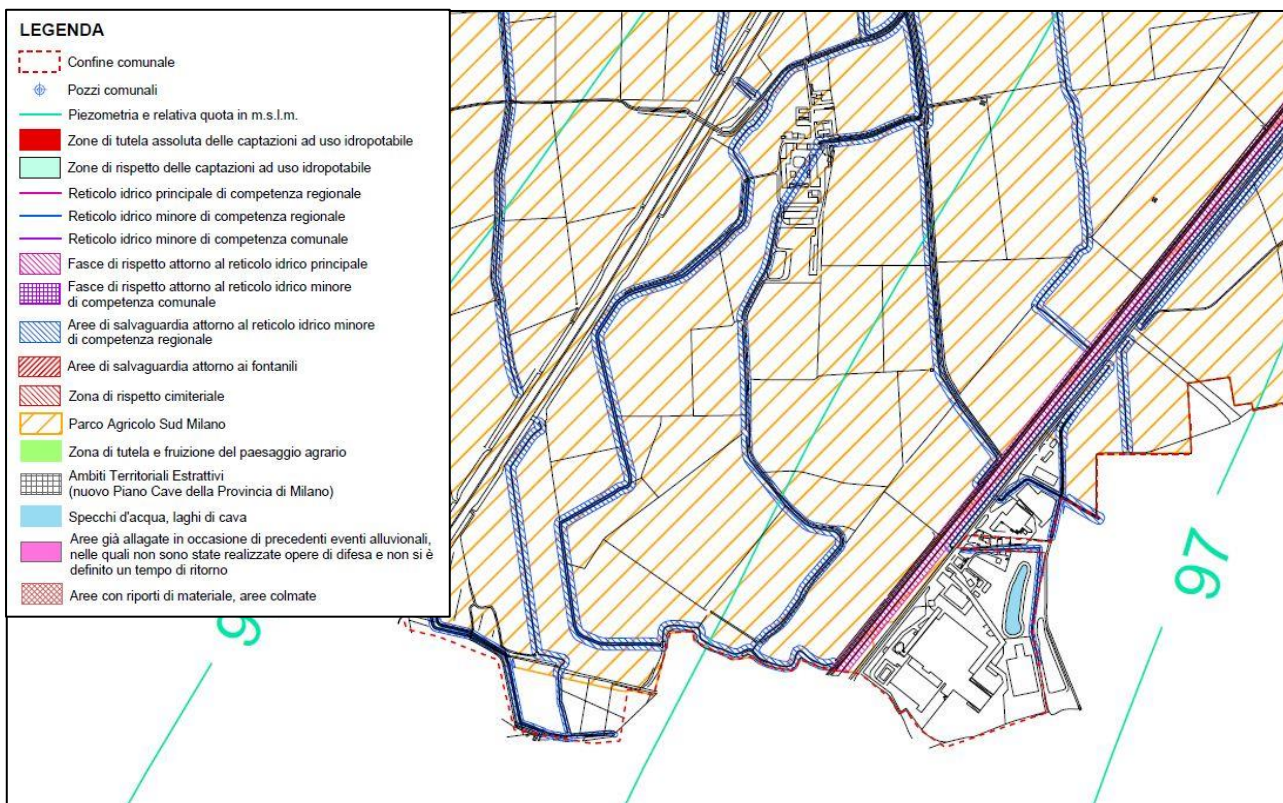 LEGENDA
Confine comunale
Pozzi comunali
Piezometria e relativa quota in m.s.l.m.
Zone di tutela assoluta delle captazioni ad uso idropotabile
Zone di rispetto delle captazioni ad uso idropotabile
Reticolo idrico principale di competenza regionale
Reticolo idrico minore di competenza regionale
Reticolo idrico minore di competenza comunale
Fasce di rispetto attorno al reticolo idrico principale
Fasce di rispetto attorno al reticolo idrico minore
di competenza comunale
Aree di salvaguardia attorno al reticolo idrico minore
di competenza regionale
Aree di salvaguardia attorno ai fontanili
Zona di rispetto cimiteriale
Parco Agricolo Sud Milano
Zona di tutela e fruizione del paesaggio agrario
Ambiti Territoriali Estrattivi
(nuovo Piano Cave della Provincia di Milano)
Specchi d'acqua, laghi di cava
Aree già allagate in occasione di precedenti eventi alluvionali,
nelle quali non sono state realizzate opere di difesa e non si è
definito un tempo di ritorno
Aree con riporti di materiale, aree colmate
97